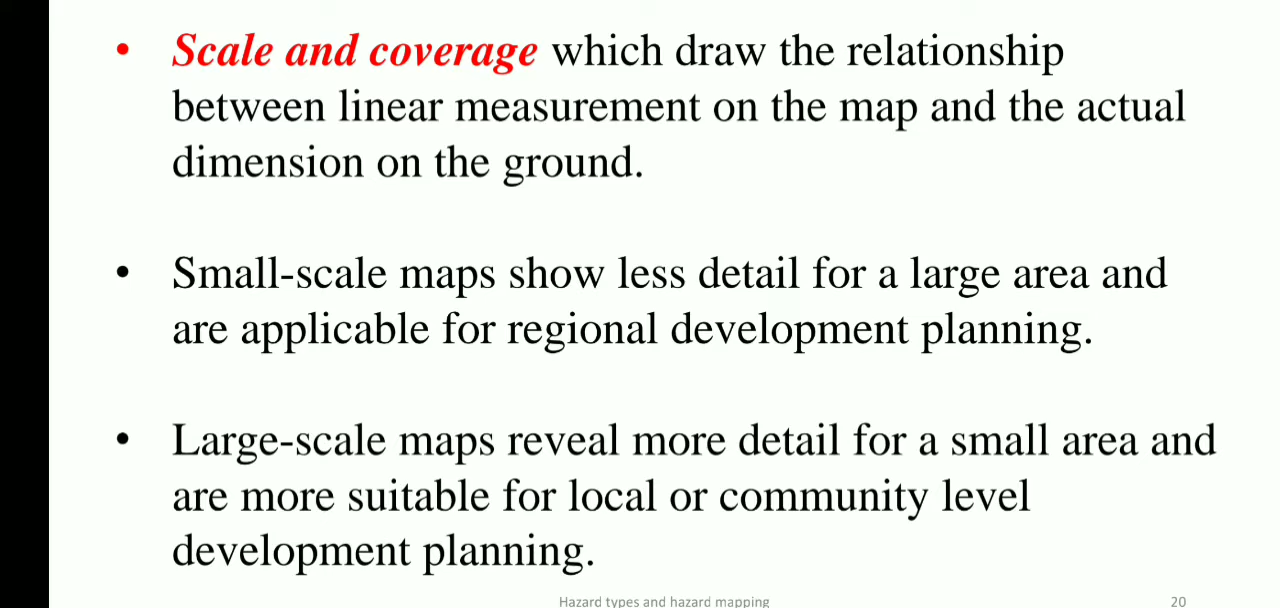 • Scale and coverage which draw the relationship
between linear measurement on the map and the actual
dimension on the ground.
• Small-scale maps show less detail for a large area and
are applicable for regional development planning.
• Large-scale maps reveal more detail for a small area and
are more suitable for local or community level
development planning.
Hazard types and hazard mapping
20